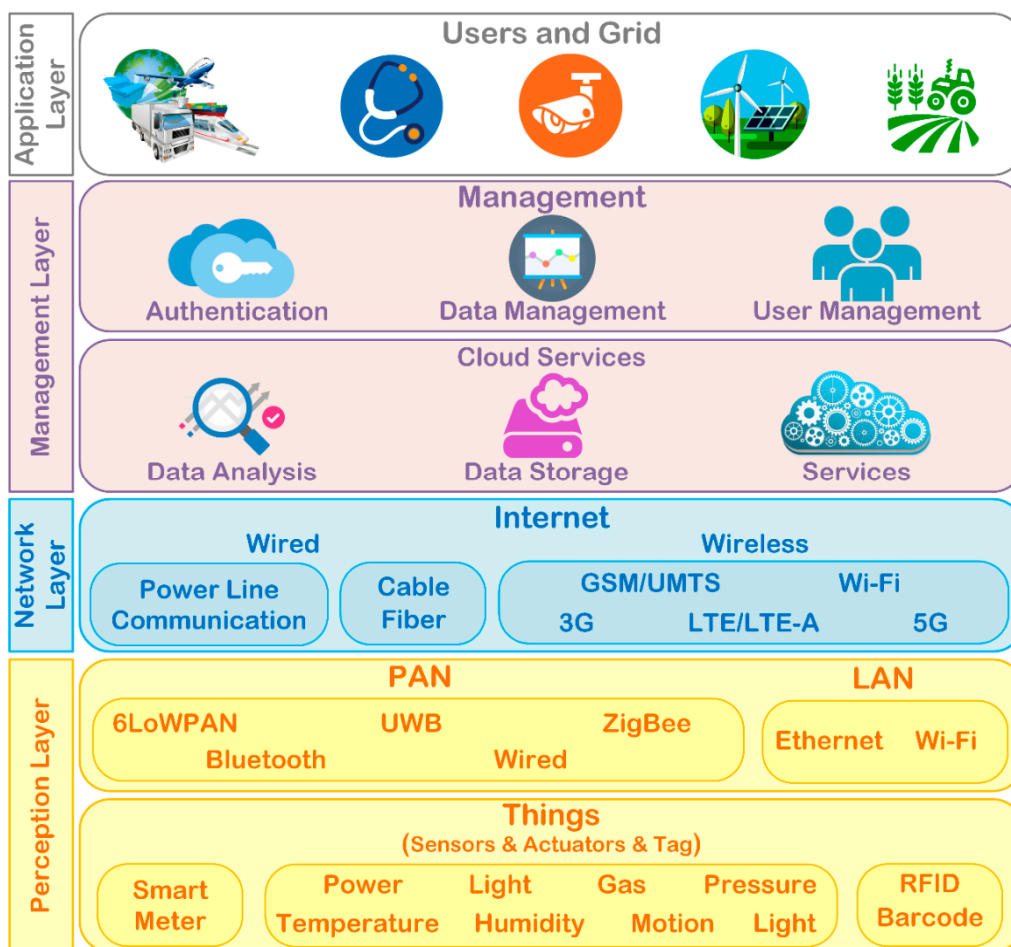 Application
Layer
Users and Grid
Management Layer
Management
Authentication
Data Management
User Management
Cloud Services
Data Analysis
Data Storage
Services
Network
Layer
Internet
Wired
Wireless
Power Line
Communication
Cable
Fiber
GSM/UMTS Wi-Fi
3G LTE/LTE-A 5G
Perception Layer
PAN
6LoWPAN UWB ZigBee
Bluetooth Wired
LAN
Ethernet Wi-Fi
Things
(Sensors & Actuators & Tag)
Smart
Meter
Power Light Gas Pressure
Temperature Humidity Motion Light
RFID
Barcode